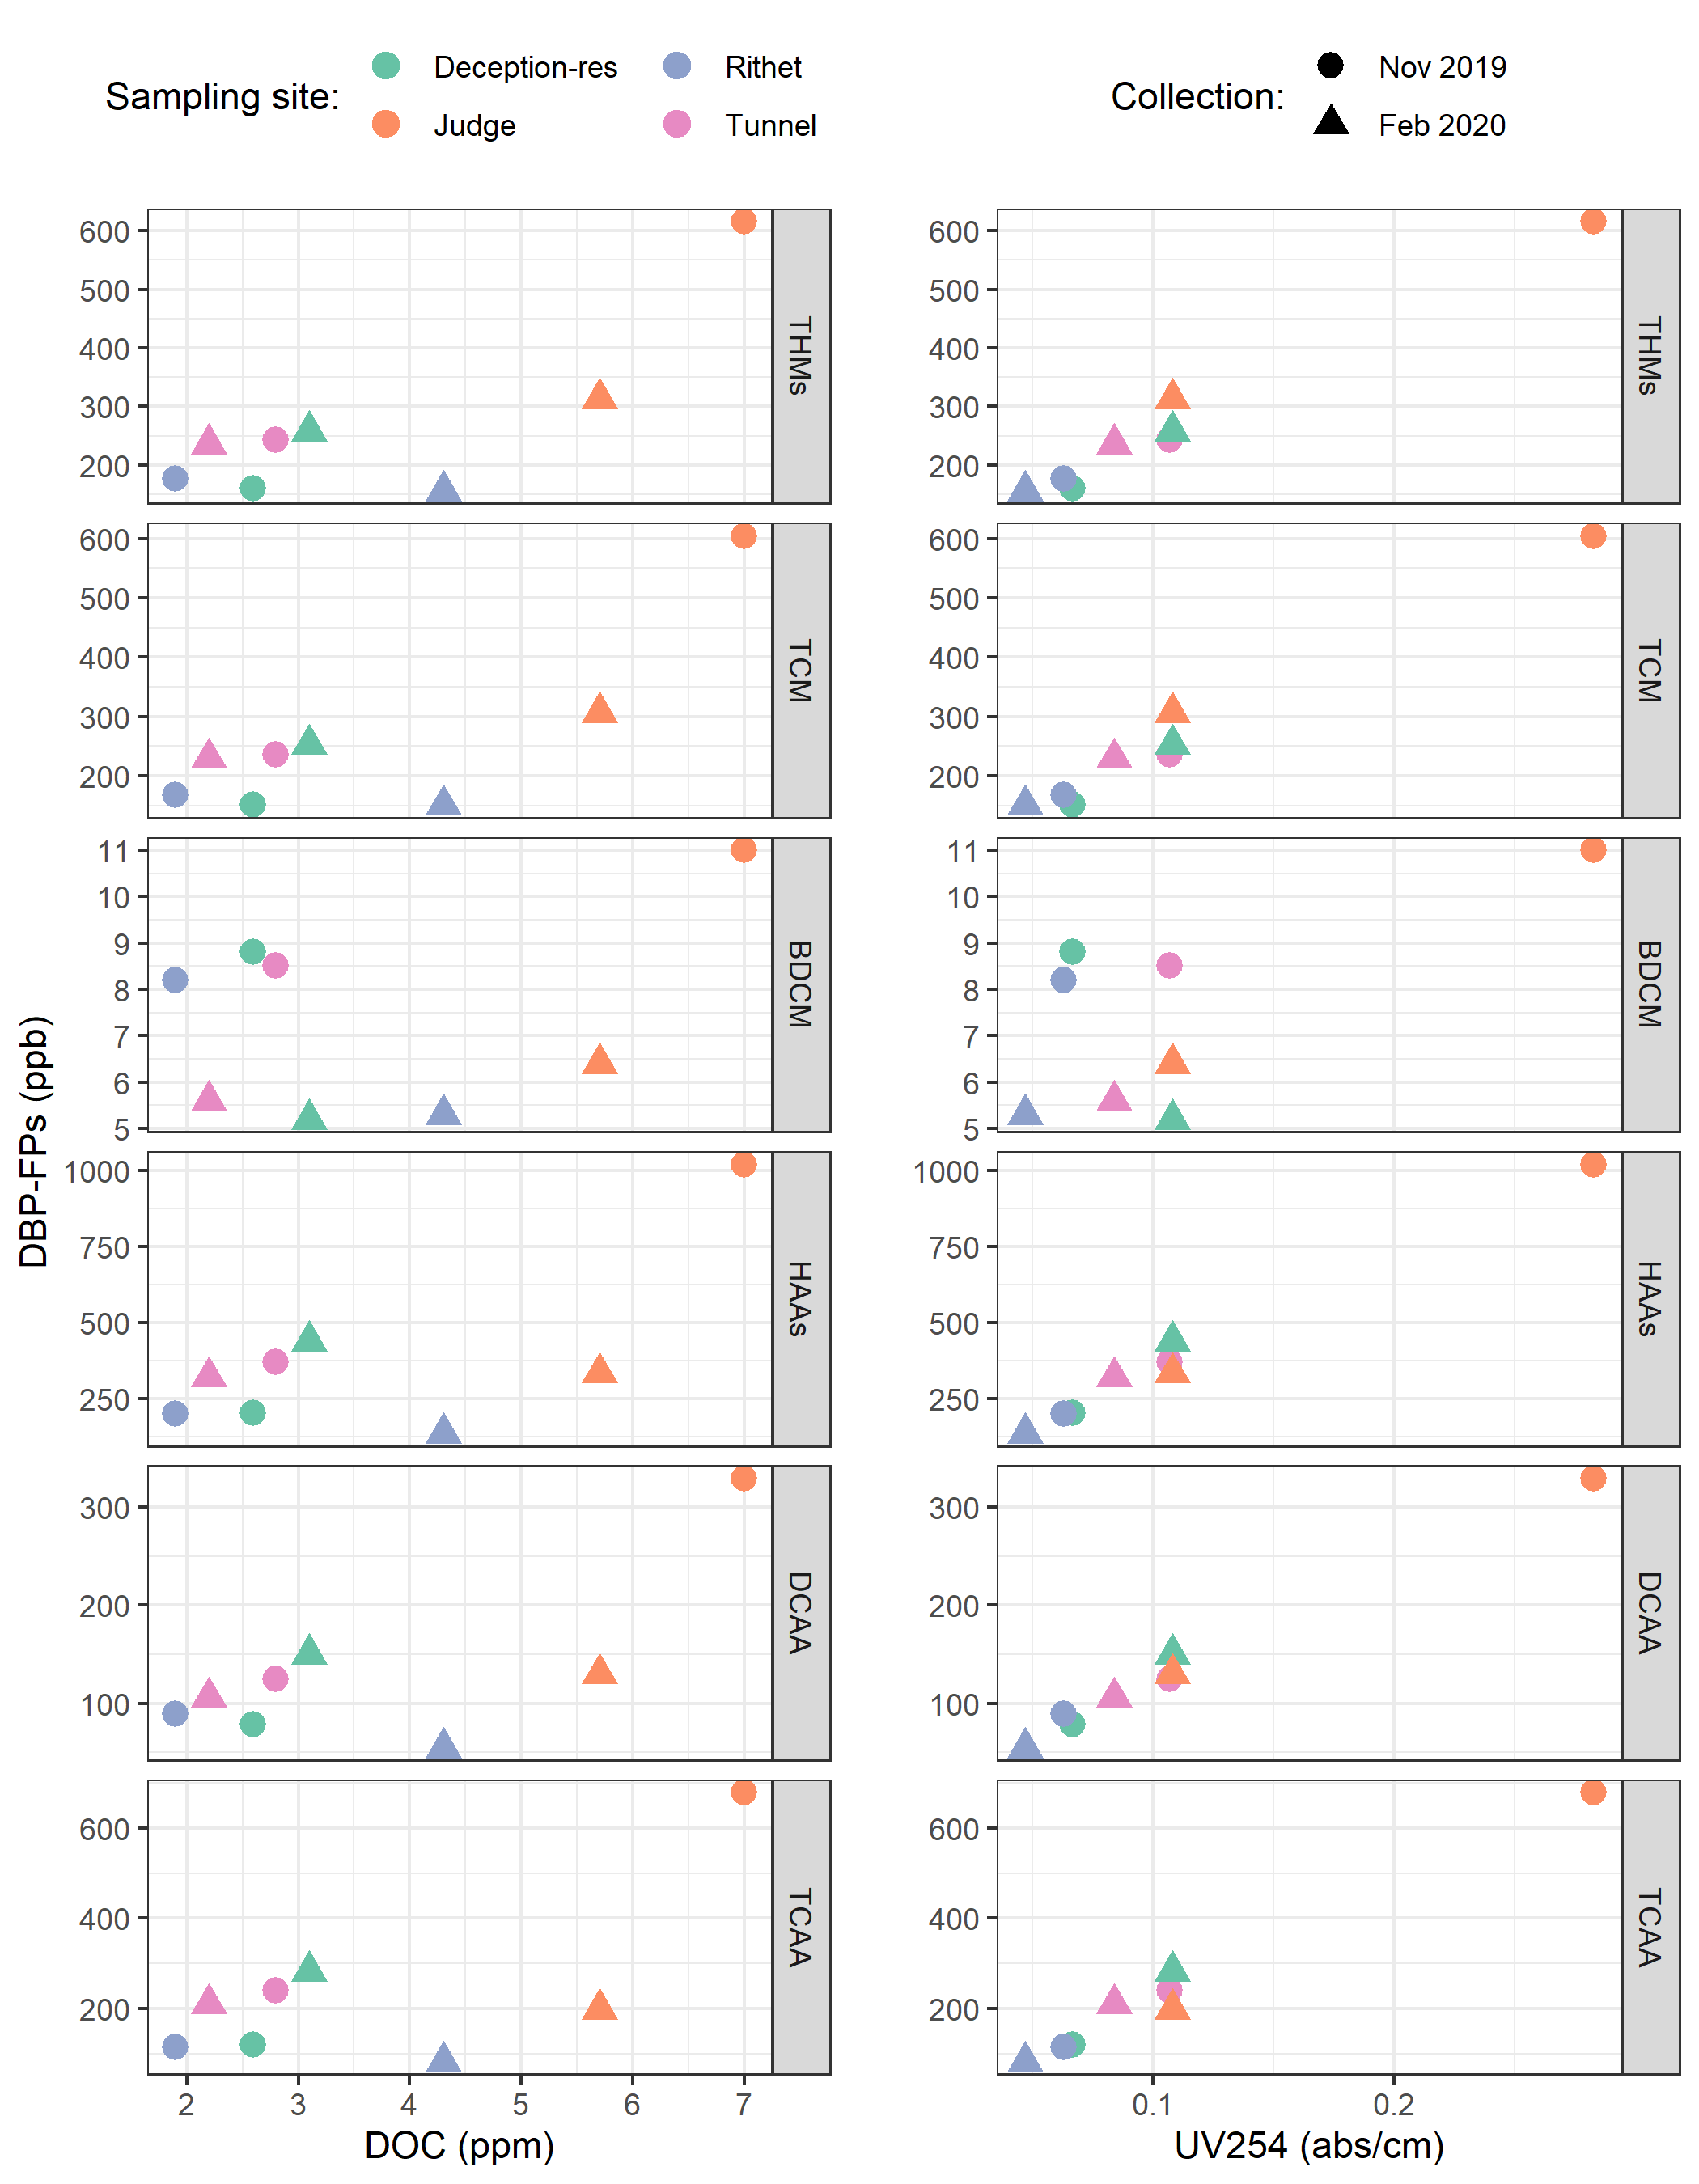 Sampling site:
Deception-res
Rithet
Judge
Tunnel
Collection:
Nov 2019
Feb 2020
DBP-FPs (ppb)
600
500
400
300
200
THMs
600
500
400
300
200
THMs
600
500
400
300
200
TCM
600
500
400
300
200
TCM
11
10
9
8
7
6
5
BDCM
11
10
9
8
7
6
5
BDCM
1000
750
500
250
HAAs
1000
750
500
250
HAAs
300
200
100
DCAA
300
200
100
DCAA
600
400
200
TCAA
600
400
200
TCAA
2 3 4 5 6 7
DOC (ppm)
0.1 0.2
UV254 (abs/cm)